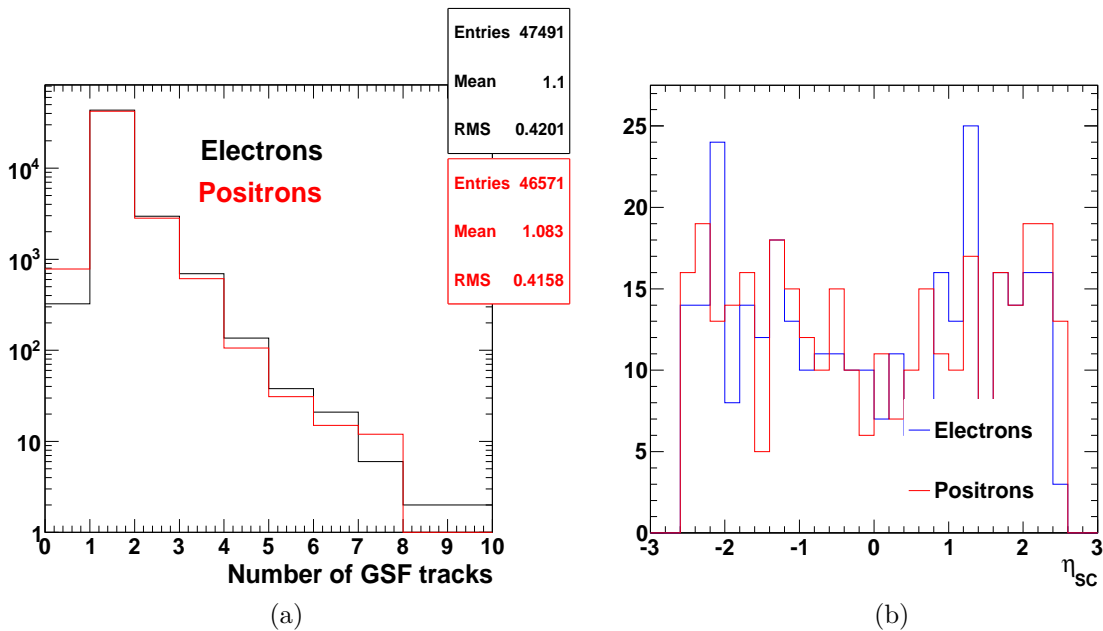 Entries 47491
Mean 1.1
RMS 0.4201
Entries 46571
Mean 1.083
RMS 0.4158
Electrons
Positrons
10^4
10^3
10^2
10
1
0 1 2 3 4 5 6 7 8 9 10
Number of GSF tracks
(a)
25
20
15
10
5
0
-3 -2 -1 0 1 2 3
η_SC
Electrons
Positrons
(b)